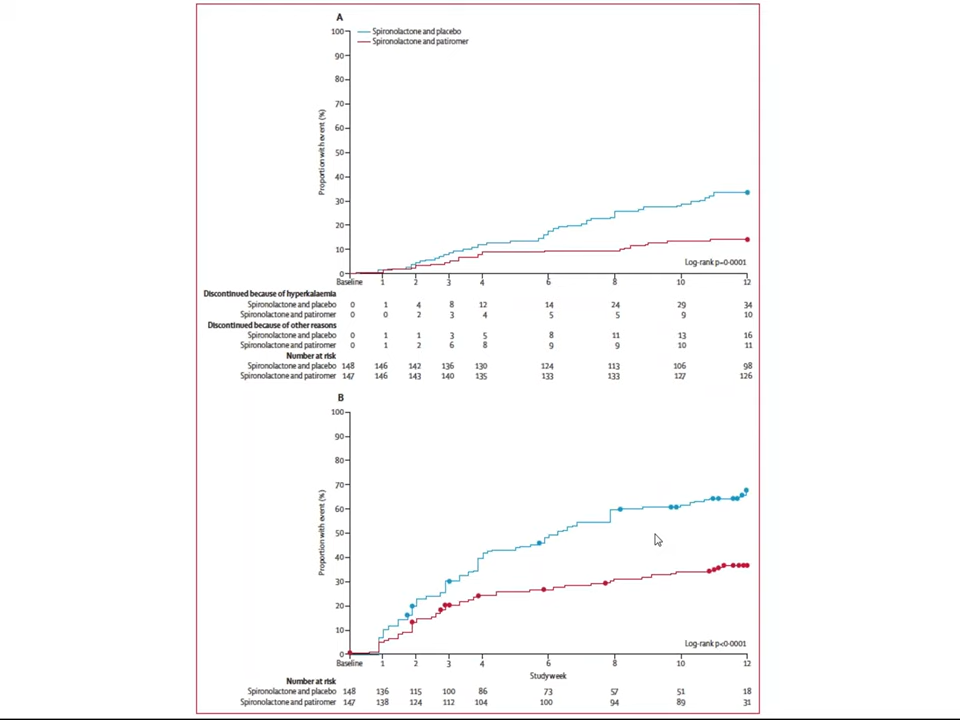 A
100
Spironolactone and placebo
Spironolactone and patiromer
90
80
70
60
50
40
30
20
10
0
Proportion with event (%)
Log-rank p=0·0001
Baseline 1 2 3 4 6 8 10 12
Discontinued because of hyperkalaemia
Spironolactone and placebo 0 1 4 8 12 14 24 29 34
Spironolactone and patiromer 0 0 2 3 4 5 5 9 10
Discontinued because of other reasons
Spironolactone and placebo 0 1 1 3 5 8 11 13 16
Spironolactone and patiromer 0 1 2 6 8 9 9 10 11
Number at risk
Spironolactone and placebo 148 146 142 136 130 124 113 106 98
Spironolactone and patiromer 147 146 143 140 135 133 133 127 126
B
100
90
80
70
60
50
40
30
20
10
0
Proportion with event (%)
Log-rank p<0·0001
Baseline 1 2 3 4 6 8 10 12
Study week
Number at risk
Spironolactone and placebo 148 136 115 100 86 73 57 51 18
Spironolactone and patiromer 147 138 124 112 104 100 94 89 31